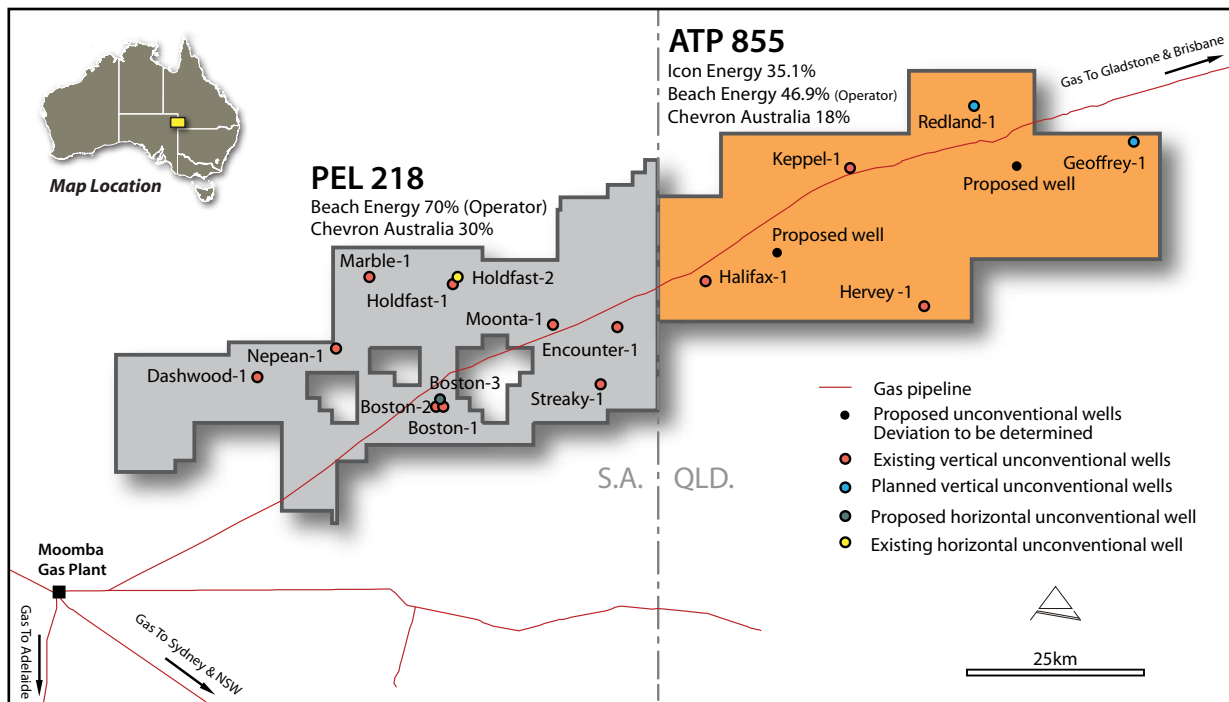 Map Location
ATP 855
Icon Energy 35.1%
Beach Energy 46.9% (Operator)
Chevron Australia 18%
Gas To Gladstone & Brisbane
PEL 218
Beach Energy 70% (Operator)
Chevron Australia 30%
Redland-1
Keppel-1
Geoffrey-1
Proposed well
Proposed well
Marble-1
Holdfast-2
Holdfast-1
Halifax-1
Hervey -1
Moonta-1
Encounter-1
Nepean-1
Dashwood-1
Boston-3
Streaky-1
Boston-2
Boston-1
S.A.
QLD.
Gas pipeline
Proposed unconventional wells
Deviation to be determined
Existing vertical unconventional wells
Planned vertical unconventional wells
Proposed horizontal unconventional well
Existing horizontal unconventional well
Moomba
Gas Plant
Gas To Adelaide
Gas To Sydney & NSW
25km